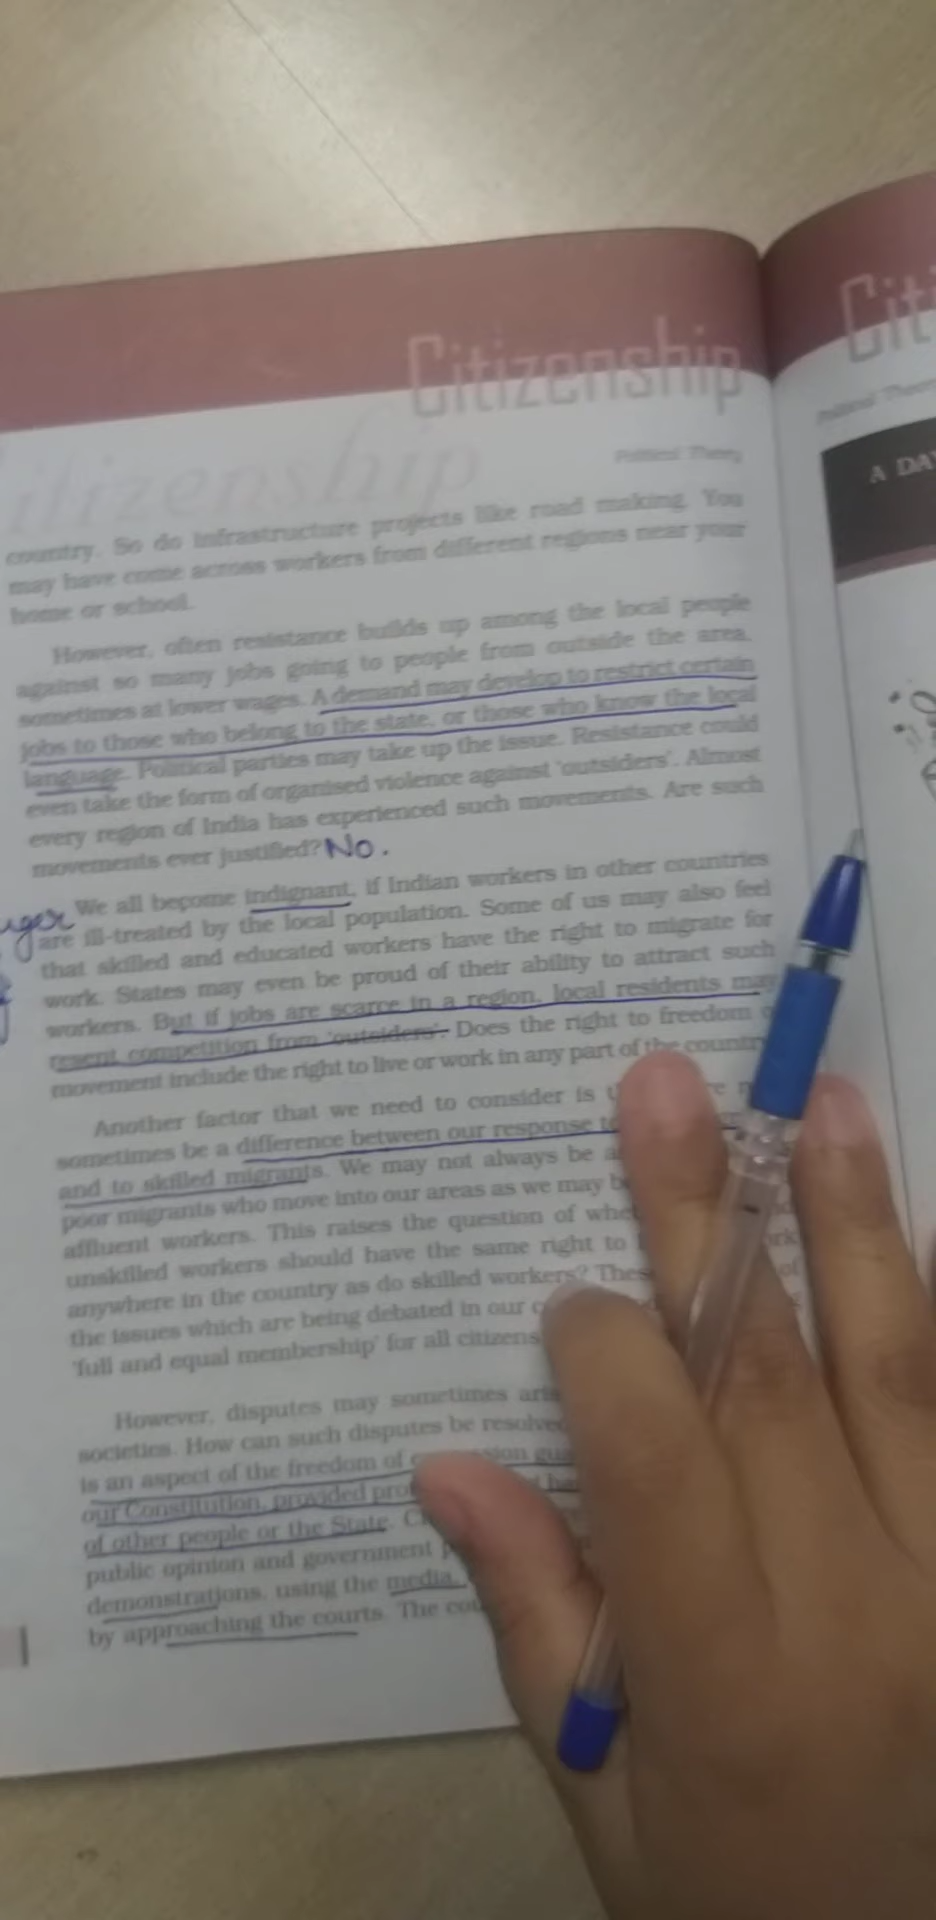 Citizenship
itizenship
Political Theory
country. So do infrastructure projects like road making. You
may have come across workers from different regions near your
home or school.
However, often resistance builds up among the local people
against so many jobs going to people from outside the area,
sometimes at lower wages. A demand may develop to restrict certain
jobs to those who belong to the state, or those who know the local
language. Political parties may take up the issue. Resistance could
even take the form of organised violence against 'outsiders'. Almost
every region of India has experienced such movements. Are such
movements ever justified? No.
We all become indignant, if Indian workers in other countries
are ill-treated by the local population. Some of us may also feel
that skilled and educated workers have the right to migrate for
work. States may even be proud of their ability to attract such
workers. But if jobs are scarce in a region, local residents may
resent competition from 'outsiders'. Does the right to freedom
movement include the right to live or work in any part of the country
Another factor that we need to consider is
sometimes be a difference between our response
and to skilled migrants. We may not always be
poor migrants who move into our areas as we may
affluent workers. This raises the question of
unskilled workers should have the same right to
anywhere in the country as do skilled workers?
the issues which are being debated in our
'full and equal membership' for all citizens
However, disputes may sometimes
societies. How can such disputes be
is an aspect of the freedom of
our Constitution, provided
of other people or the State.
public opinion and government
demonstrations, using the media,
by approaching the courts. The
Citi
Political Theory
A DAY